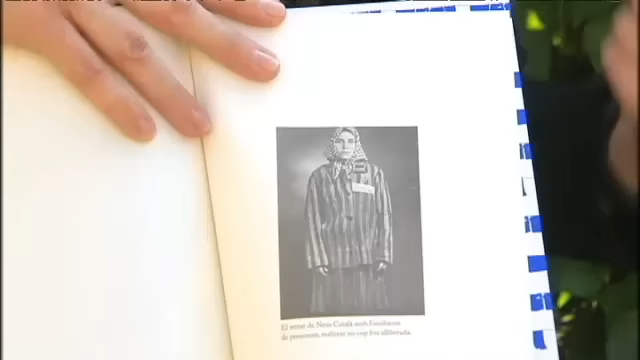 El retrat de Neus Català amb l'uniforme
de presonera, realitzat un cop fou alliberada.